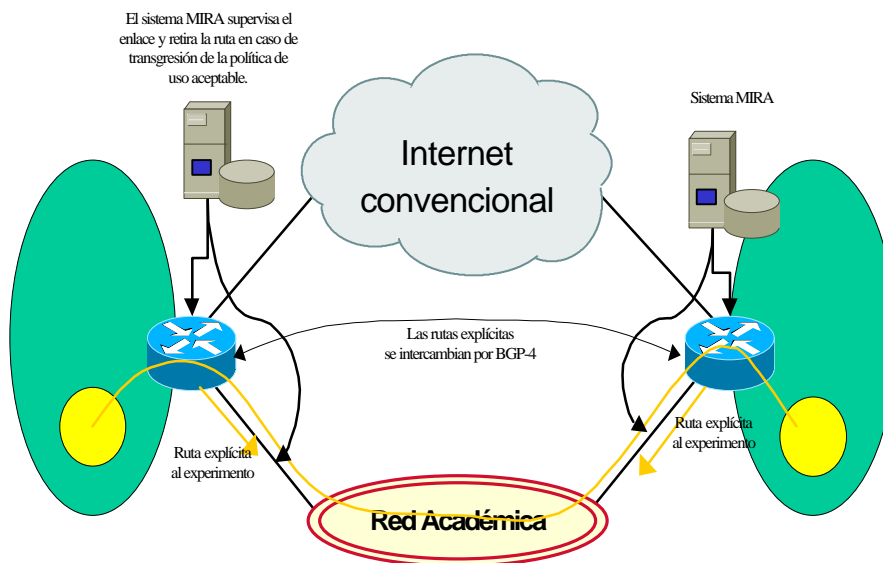 El sistema MIRA supervisa el
enlace y retira la ruta en caso de
transgresión de la política de
uso aceptable.
Sistema MIRA
Internet
convencional
Las rutas explícitas
se intercambian por BGP-4
Ruta explícita
al experimento
Ruta explícita
al experimento
Red Académica